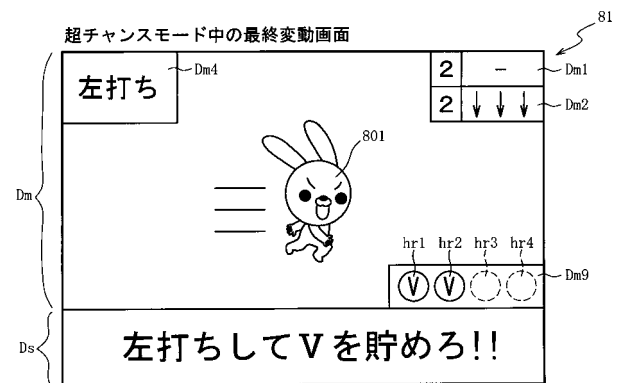 超チャンスモード中の最終変動画面
81
左打ち
Dm4
2 − Dm1
2 ↓ ↓ ↓ Dm2
801
Dm
hr1 hr2 hr3 hr4
V V Dm9
Ds
左打ちしてVを貯めろ!!